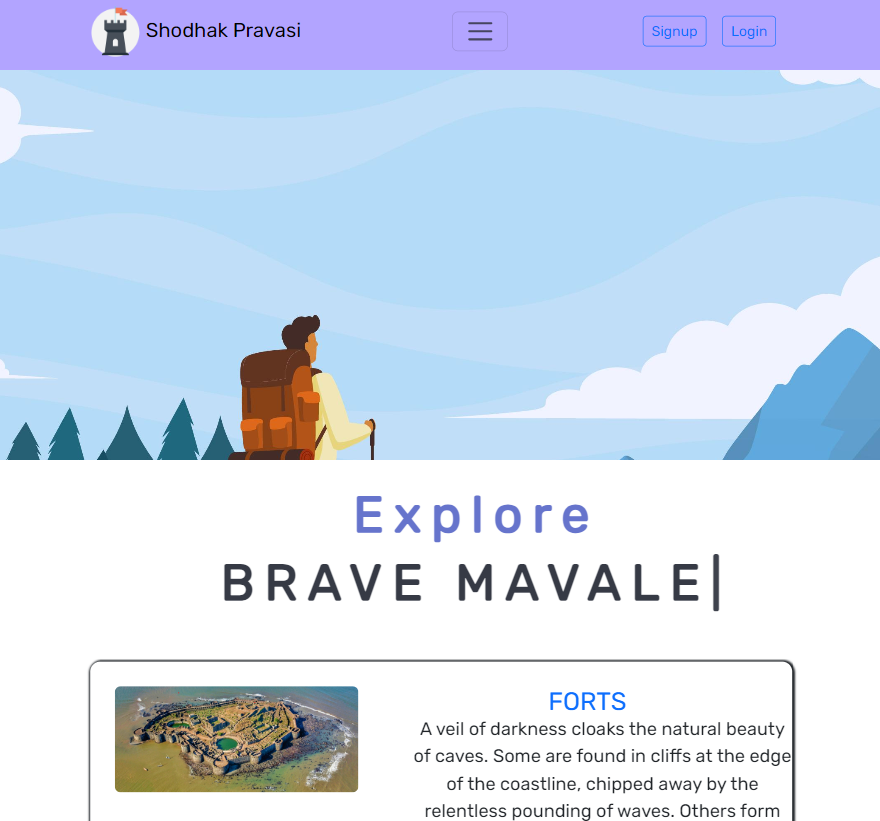 Shodhak Pravasi
Signup
Login
Explore
BRAVE MAVALE|
FORTS
A veil of darkness cloaks the natural beauty
of caves. Some are found in cliffs at the edge
of the coastline, chipped away by the
relentless pounding of waves. Others form